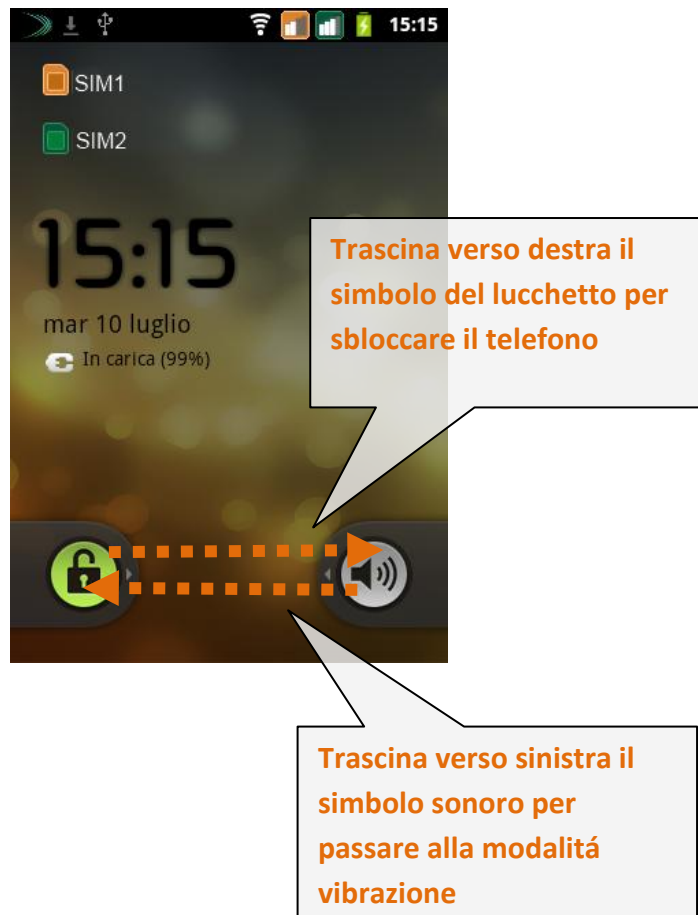 15:15
SIM1
SIM2
15:15
mar 10 luglio
In carica (99%)
Trascina verso destra il
simbolo del lucchetto per
sbloccare il telefono
Trascina verso sinistra il
simbolo sonoro per
passare alla modalitá
vibrazione